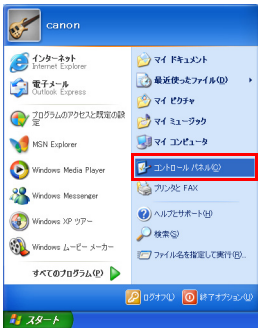 canon
インターネット
Internet Explorer
電子メール
Outlook Express
プログラムのアクセスと既定の設定
MSN Explorer
Windows Media Player
Windows Messenger
Windows XP ツアー
Windows ムービー メーカー
すべてのプログラム(P)
マイ ドキュメント
最近使ったファイル(D)
マイ ピクチャ
マイ ミュージック
マイ コンピュータ
コントロール パネル(C)
プリンタと FAX
ヘルプとサポート(H)
検索(S)
ファイル名を指定して実行(R)...
ログオフ(L)
終了オプション(U)
スタート